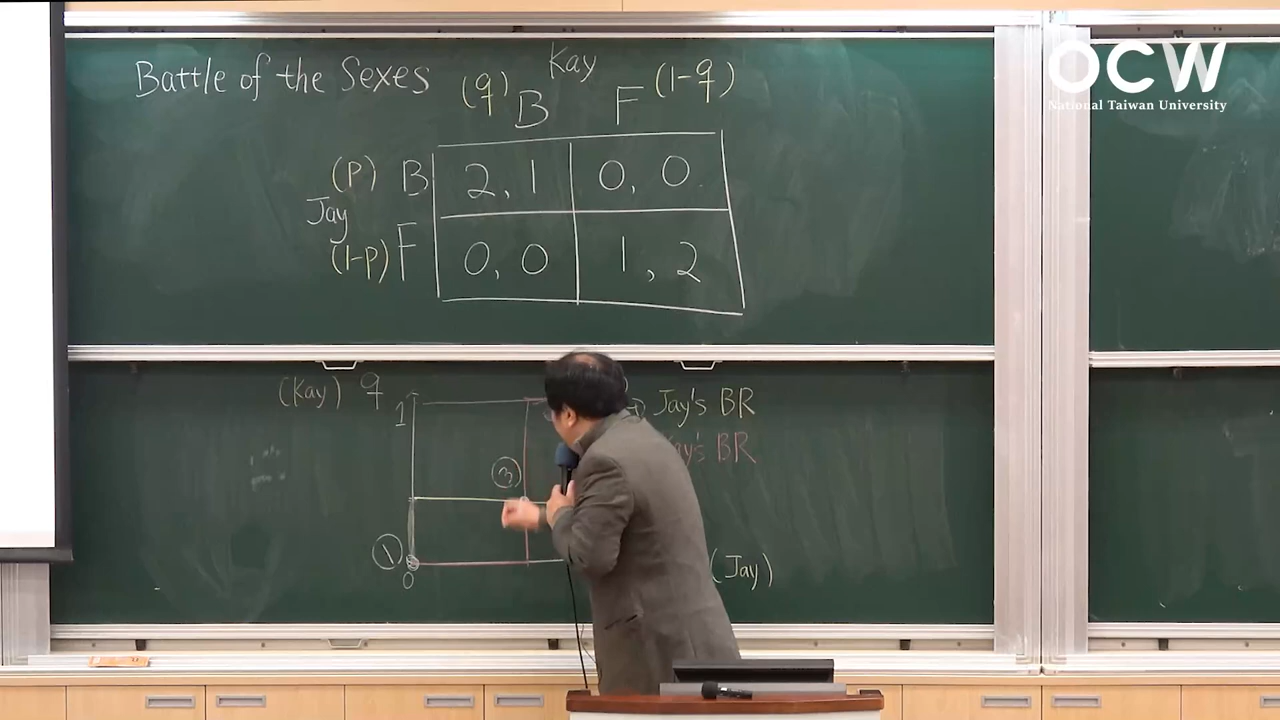 OCW
National Taiwan University
Battle of the Sexes
Kay
(q) B F (1-q)
(p) B 2, 1 0, 0
Jay
(1-p) F 0, 0 1, 2
(Kay) q
1
Jay's BR
ay's BR
③
①
0
(Jay)